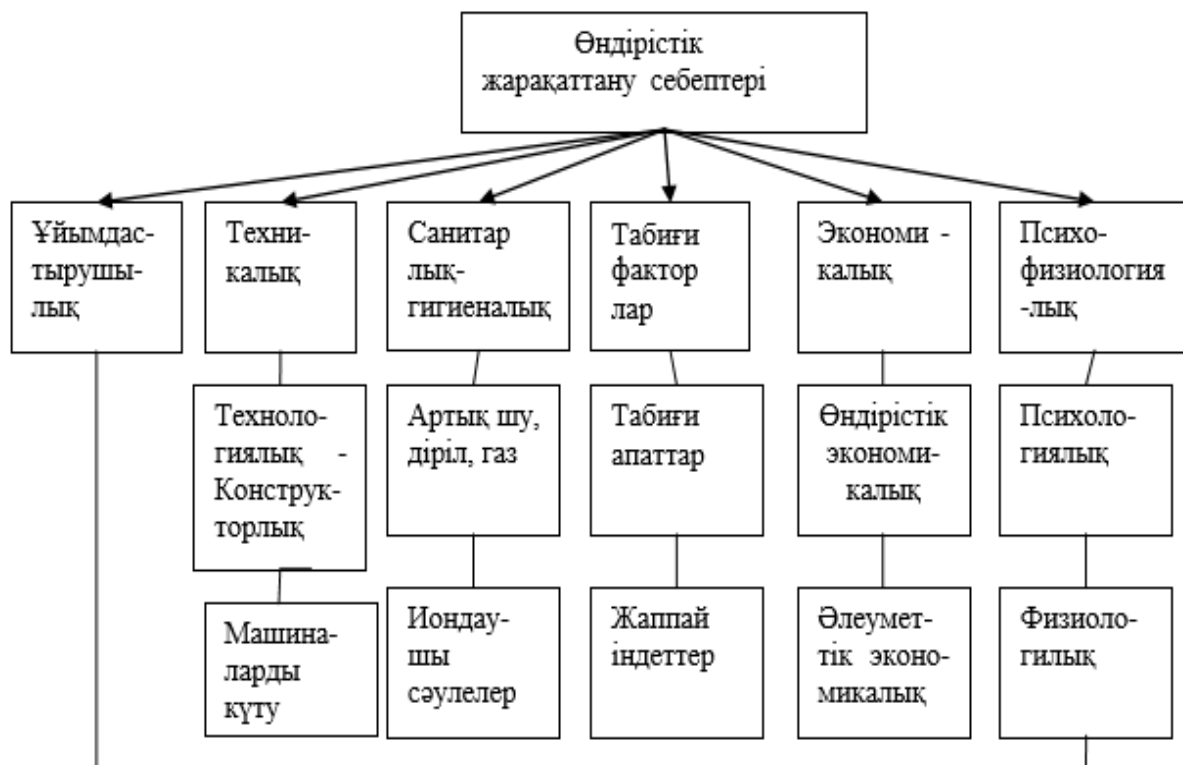 Өндірістік
жарақаттану себептері
Ұйымдас-
тырушы-
лық
Техни-
калық
Санитар
лық-
гигиеналық
Табиғи
фактор
лар
Экономи -
калық
Психо-
физиология
-лық
Техноло-
гиялық -
Конструк-
торлық
Артық шу,
діріл, газ
Табиғи
апаттар
Өндірістік
экономи-
калық
Психоло-
гиялық
Машина-
ларды
күту
Иондау-
шы
сәулелер
Жаппай
індеттер
Әлеумет-
тік эконо-
микалық
Физиоло-
гилық